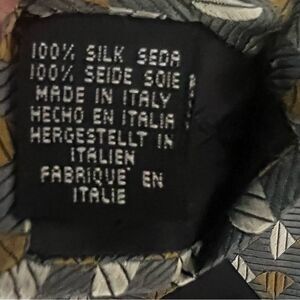 100% SILK SEDA
100% SEIDE SOIE
MADE IN ITALY
HECHO EN ITALIA
HERGESTELLT IN
ITALIEN
FABRIQUE' EN
ITALIE